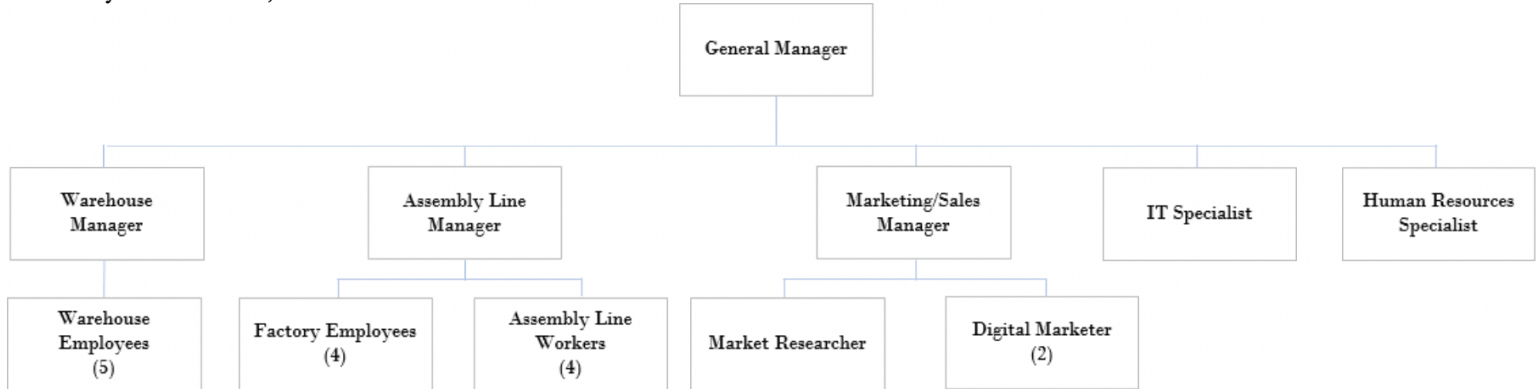 General Manager
Warehouse
Manager
Assembly Line
Manager
Marketing/Sales
Manager
IT Specialist
Human Resources
Specialist
Warehouse
Employees
(5)
Factory Employees
(4)
Assembly Line
Workers
(4)
Market Researcher
Digital Marketer
(2)